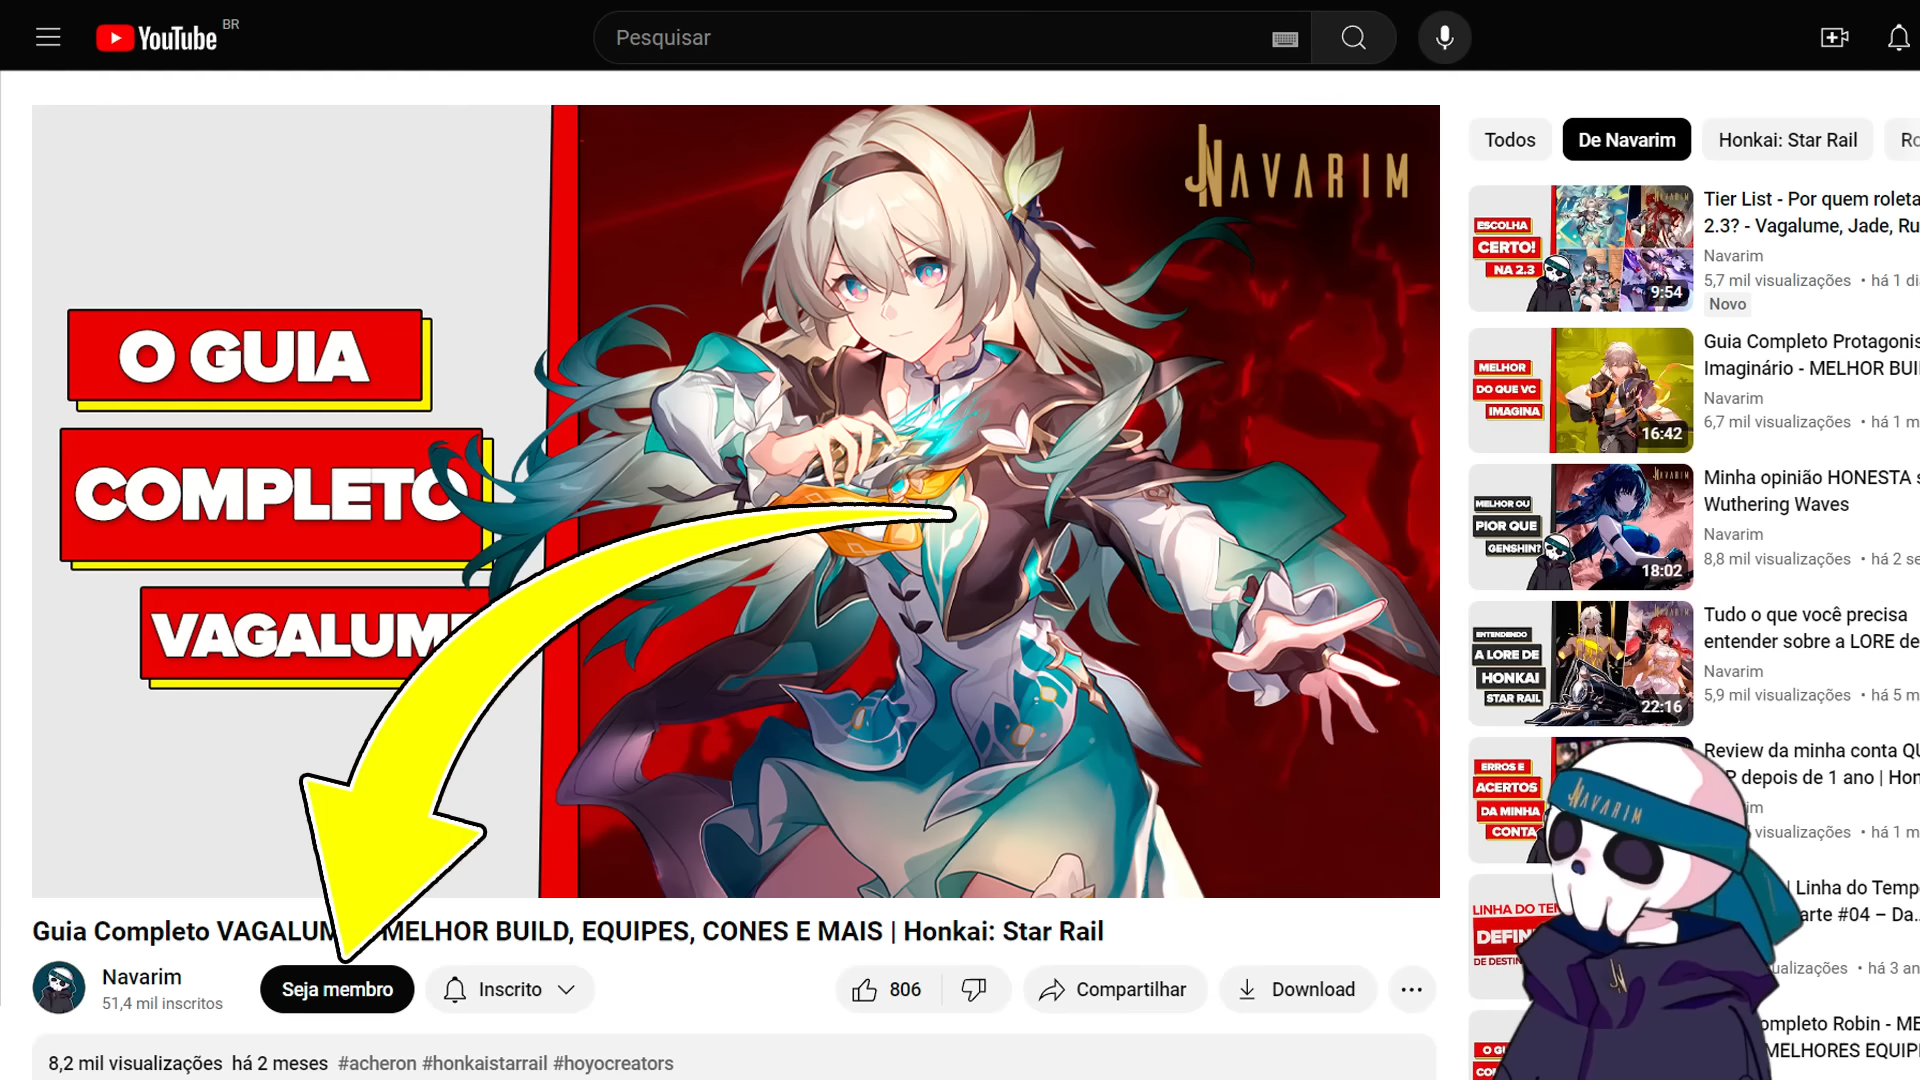 YouTube BR
Pesquisar
NAVARIM
O GUIA
COMPLETO
VAGALUM
Guia Completo VAGALUM MELHOR BUILD, EQUIPES, CONES E MAIS | Honkai: Star Rail
Navarim
51,4 mil inscritos
Seja membro
Inscrito
806
Compartilhar
Download
8,2 mil visualizações há 2 meses #acheron #honkaistarrail #hoyocreators
Todos
De Navarim
Honkai: Star Rail
ESCOLHA
CERTO!
NA 2.3
9:54
Tier List - Por quem roleta
2.3? - Vagalume, Jade, Ru
Navarim
5,7 mil visualizações • há 1 di
Novo
MELHOR
DO QUE VC
IMAGINA
16:42
Guia Completo Protagonis
Imaginário - MELHOR BUI
Navarim
6,7 mil visualizações • há 1 m
MELHOR OU
PIOR QUE
GENSHIN?
NAVARIM
18:02
Minha opinião HONESTA s
Wuthering Waves
Navarim
8,8 mil visualizações • há 2 se
ENTENDENDO
A LORE DE
HONKAI
STAR RAIL
22:16
Tudo o que você precisa
entender sobre a LORE de
Navarim
5,9 mil visualizações • há 5 m
ERROS E
ACERTOS
DA MINHA
CONTA
Review da minha conta QU
P depois de 1 ano | Hon
im
visualizações • há 1 m
NAVARIM
LINHA DO TEM
DEFIN
DE DESTIN
| Linha do Temp
arte #04 – Da...
ualizações • há 3 an
O GU
COM
ompleto Robin - ME
MELHORES EQUIP